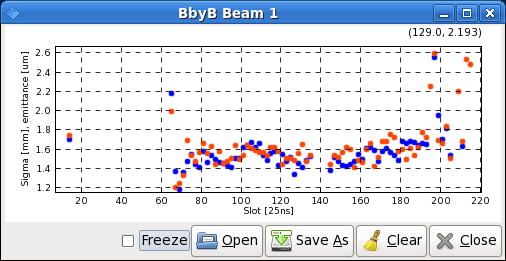 BbyB Beam 1
(129.0, 2.193)
Sigma [mm], emittance [um]
2.6
2.4
2.2
2.0
1.8
1.6
1.4
1.2
20 40 60 80 100 120 140 160 180 200 220
Slot [25ns]
Freeze Open Save As Clear Close